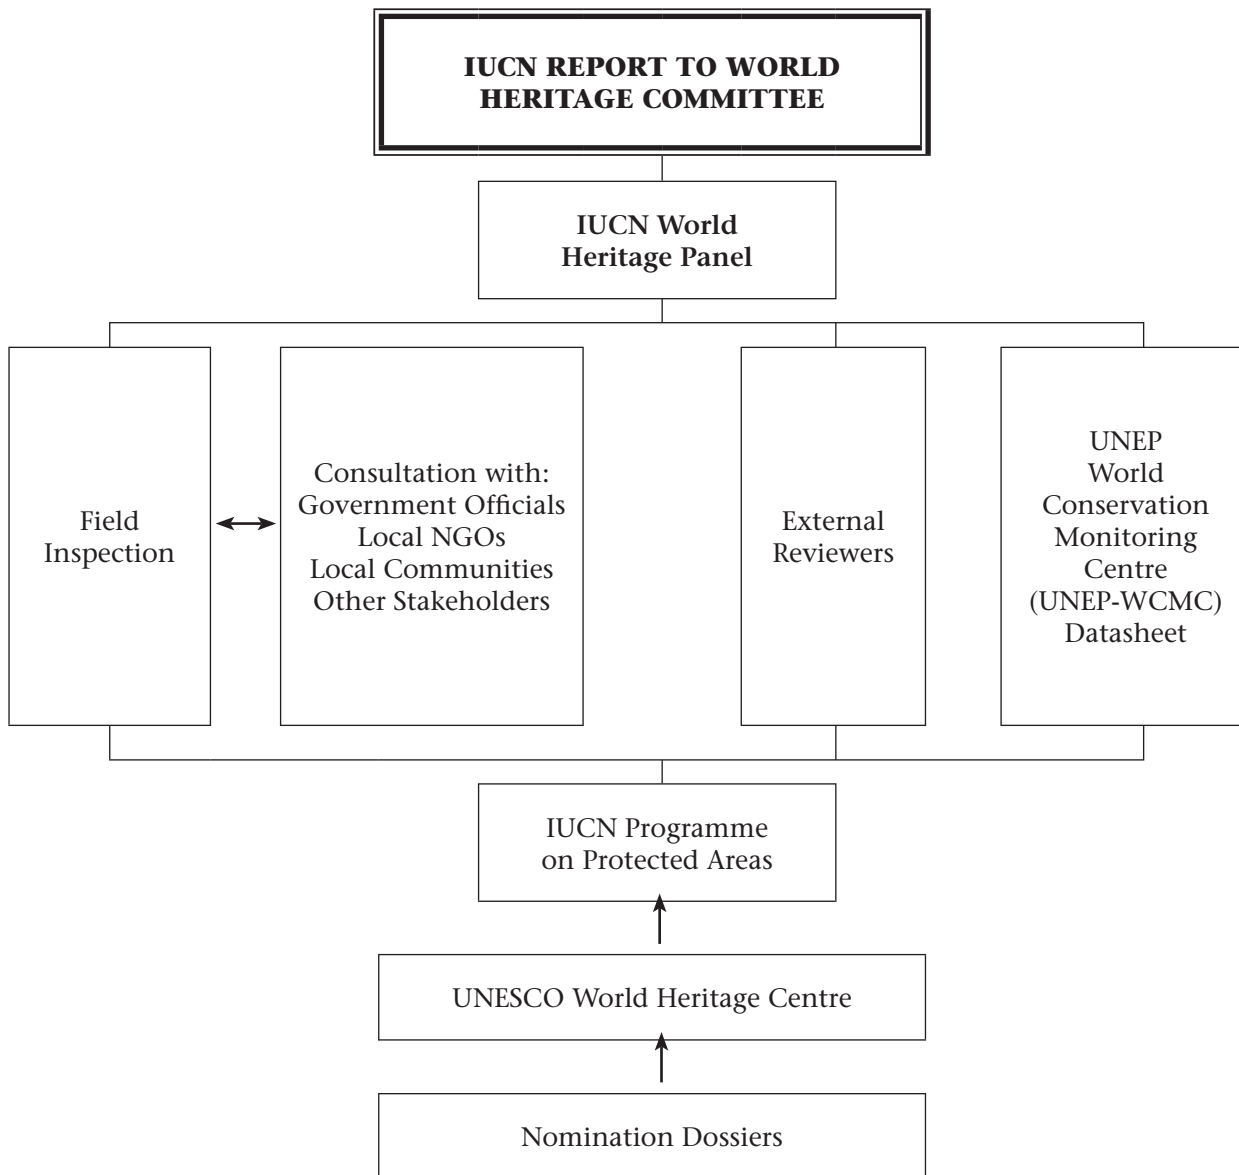 IUCN REPORT TO WORLD
HERITAGE COMMITTEE
IUCN World
Heritage Panel
Field
Inspection
Consultation with:
Government Officials
Local NGOs
Local Communities
Other Stakeholders
External
Reviewers
UNEP
World
Conservation
Monitoring
Centre
(UNEP-WCMC)
Datasheet
IUCN Programme
on Protected Areas
UNESCO World Heritage Centre
Nomination Dossiers